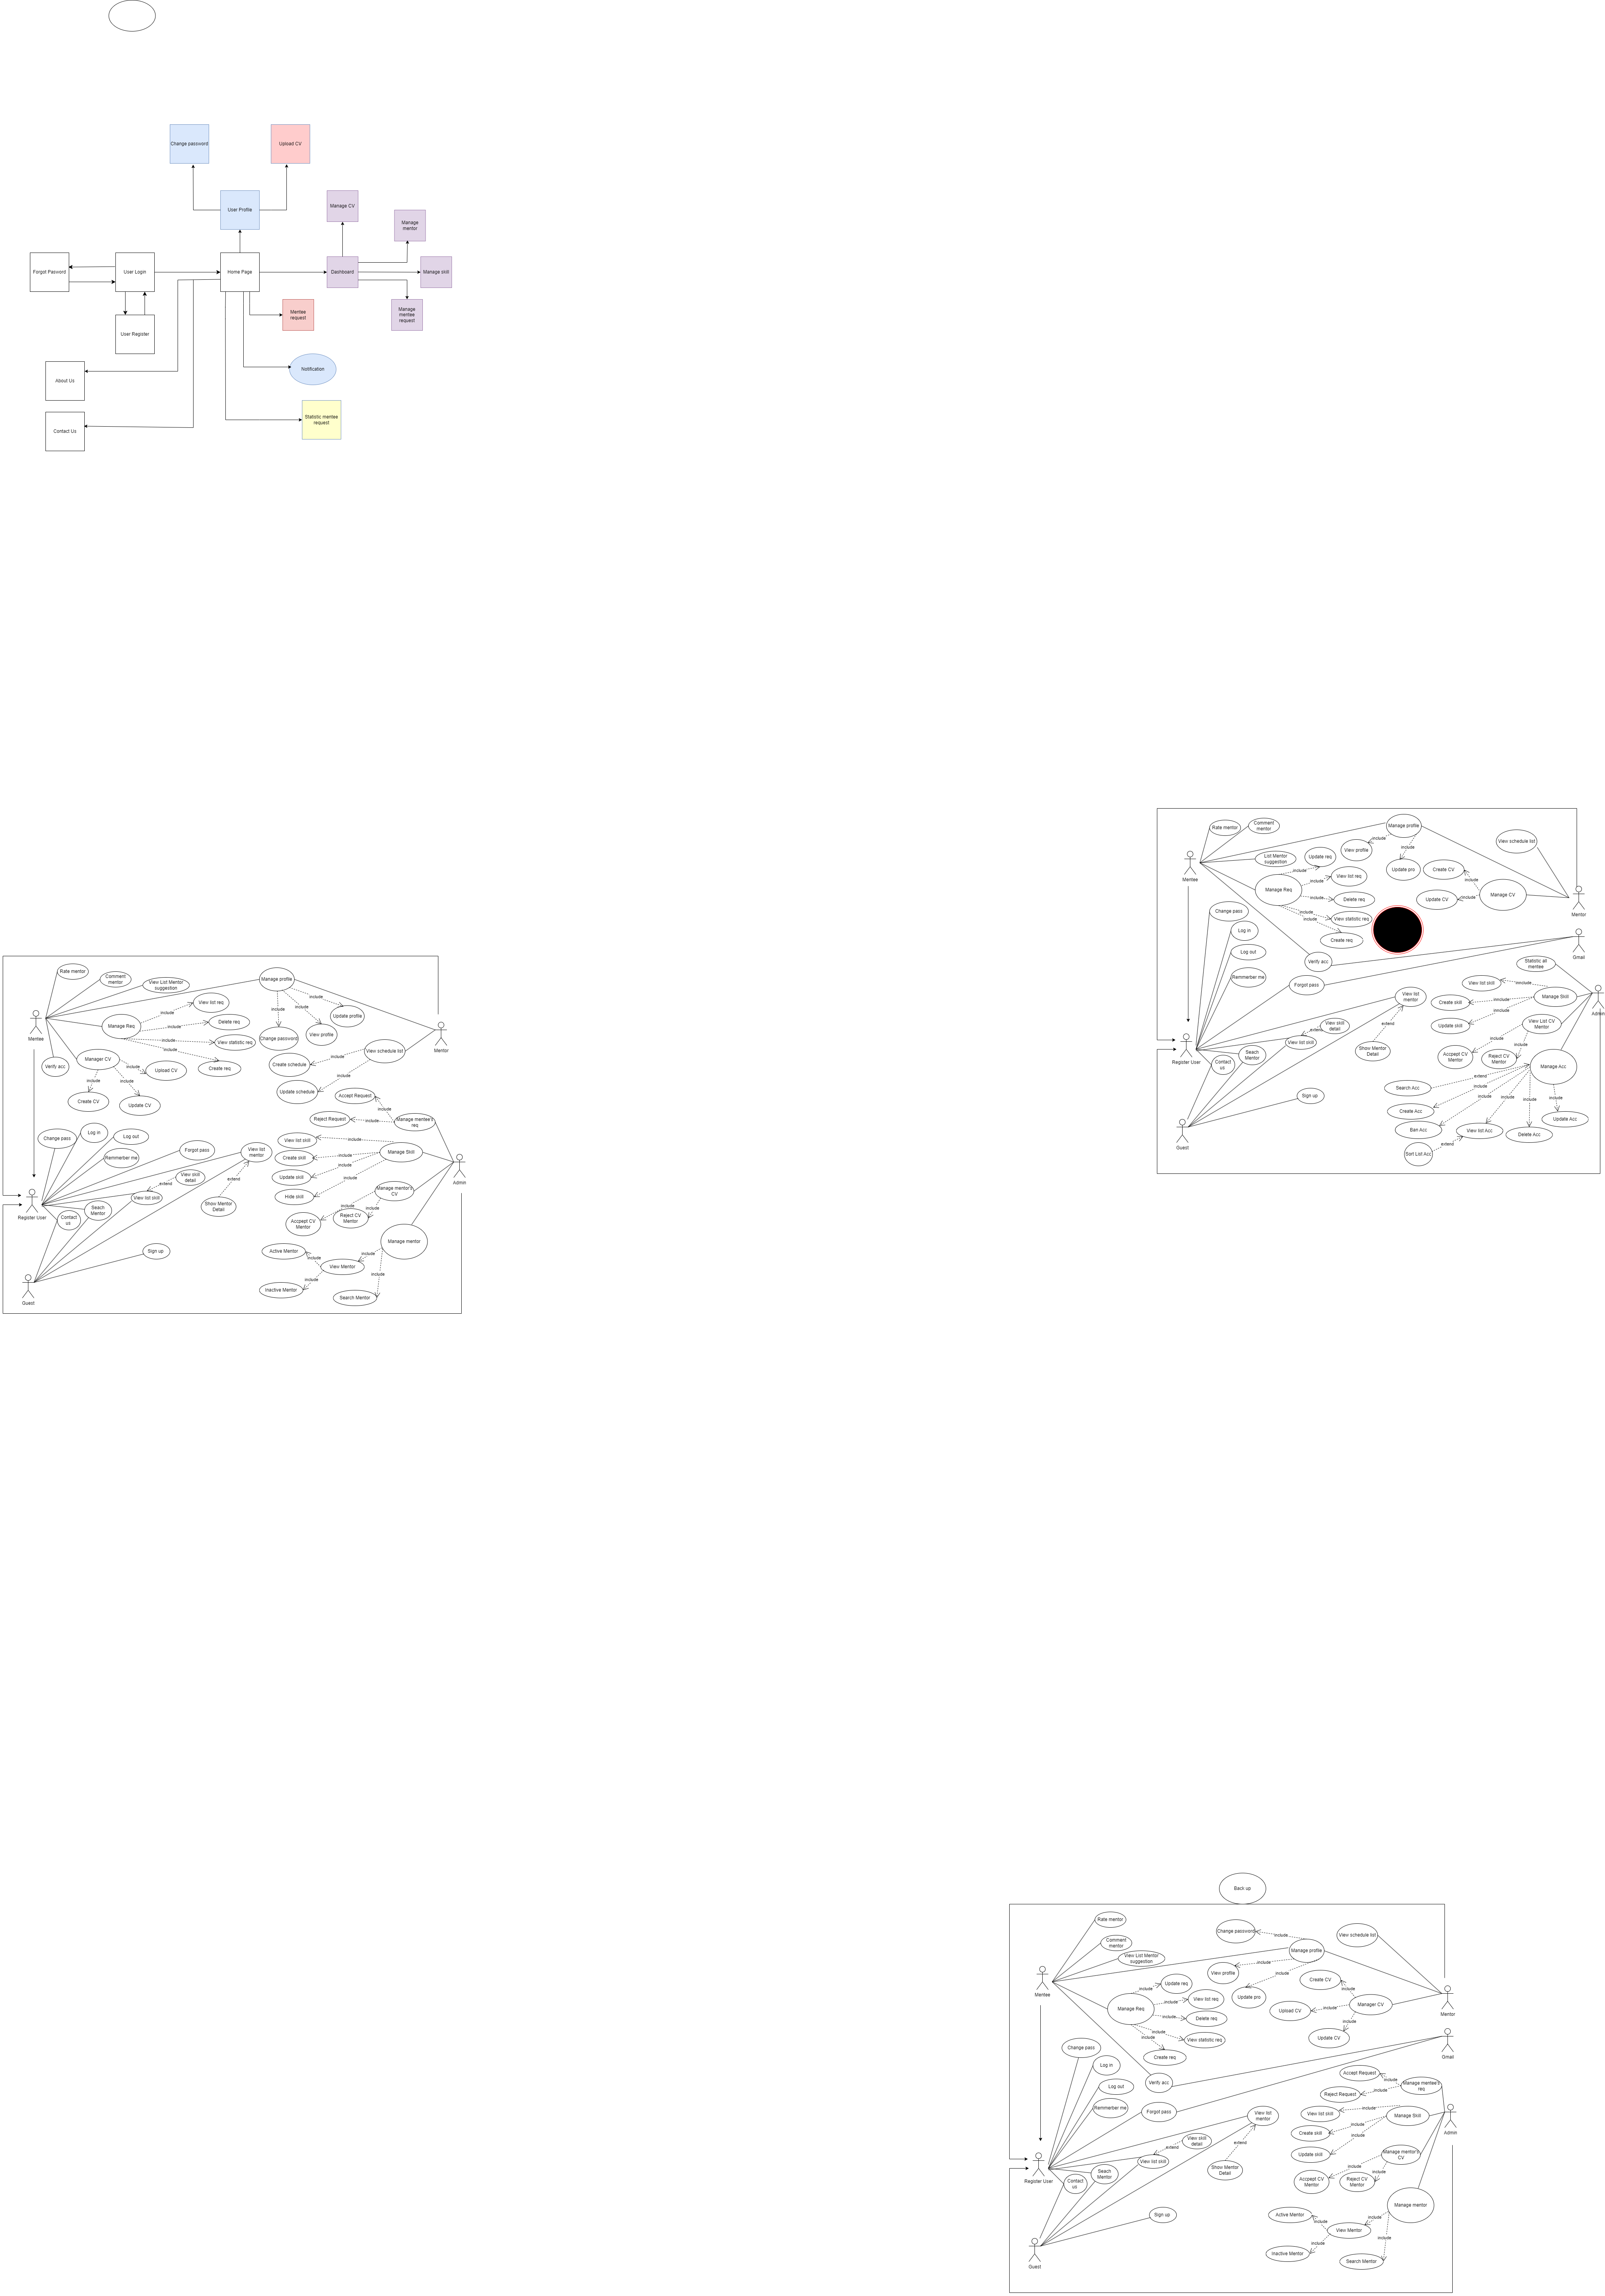 Change password
Upload CV
User Profile
Manage CV
Manage
mentor
Forgot Pasword
User Login
Home Page
Dashboard
Manage skill
Mentee
request
Manage
mentee
request
User Register
About Us
Notification
Statistic mentee
request
Contact Us
Rate mentor
Comment
mentor
Manage profile
include
View schedule list
List Mentor
suggestion
Update req
View profile
include
Mentee
include
View list req
Update pro
Create CV
include
Manage Req
include
Delete req
Update CV
include
Manage CV
Mentor
Change pass
include
View statistic req
include
Create req
Log in
Log out
Gmail
Verify acc
Remmerber me
Forgot pass
Statistic all
mentee
View list skill
include
Manage Skill
View list
mentor
Create skill
include
Admin
extend
View skill
detail
extend
Update skill
include
View List CV
Mentor
View list skill
Register User
Contact
us
Seach
Mentor
Show Mentor
Detail
include
Accpept CV
Mentor
Reject CV
Mentor
include
Manage Acc
Search Acc
extend
include
Sign up
include
include
include
include
Create Acc
Update Acc
Ban Acc
View list Acc
Delete Acc
Guest
Sort List Acc
extend
Rate mentor
Comment
mentor
View List Mentor
suggestion
Manage profile
include
View list req
include
include
Update profile
Mentee
include
Manage Req
include
Delete req
include
View statistic req
Change password
View profile
Mentor
include
Create req
View schedule list
include
Create schedule
Manager CV
include
Upload CV
Verify acc
include
include
include
Update schedule
Create CV
Update CV
Accept Request
include
Reject Request
include
Manage mentee's
req
Change pass
Log in
Log out
View list skill
include
Forgot pass
View list
mentor
Manage Skill
Remmerber me
Create skill
include
include
Admin
View skill
detail
extend
extend
Update skill
include
Manage mentor's
CV
Hide skill
View list skill
Register User
Contact
us
Seach
Mentor
Show Mentor
Detail
include
include
Accpept CV
Mentor
Reject CV
Mentor
Manage mentor
Sign up
Active Mentor
include
include
View Mentor
include
include
Inactive Mentor
Search Mentor
Guest
Back up
Rate mentor
Change password
include
View schedule list
Comment
mentor
Manage profile
View List Mentor
suggestion
include
View profile
include
Update req
Create CV
Mentee
include
Update pro
include
View list req
Manage Req
include
Upload CV
include
Manager CV
Mentor
include
Delete req
include
include
View statistic req
include
Update CV
Create req
Change pass
Gmail
Log in
Accept Request
include
Verify acc
Manage mentee's
req
Log out
Reject Request
include
Remmerber me
Forgot pass
View list skill
include
Manage Skill
View list
mentor
Create skill
include
Admin
View skill
detail
extend
extend
include
Update skill
Manage mentor's
CV
View list skill
Register User
Contact
us
Seach
Mentor
Show Mentor
Detail
include
include
Accpept CV
Mentor
Reject CV
Mentor
Manage mentor
Sign up
Active Mentor
include
include
View Mentor
include
include
Inactive Mentor
Search Mentor
Guest